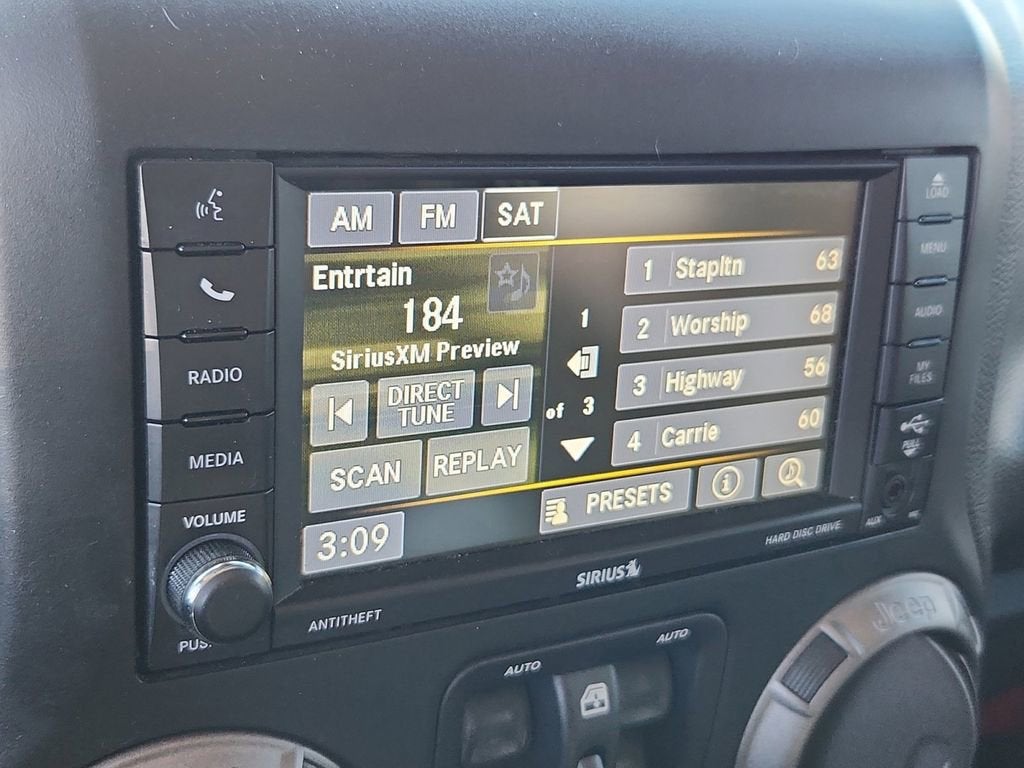 LOAD
MENU
AUDIO
MY
FILES
PULL
AUX
RADIO
MEDIA
VOLUME
AM FM SAT
Entrtain
184
SiriusXM Preview
DIRECT
TUNE
SCAN REPLAY
3:09
1
of 3
1 Stapltn 63
2 Worship 68
3 Highway 56
4 Carrie 60
PRESETS
HARD DISC DRIVE
SIRIUS
ANTITHEFT
AUTO
AUTO
Jeep